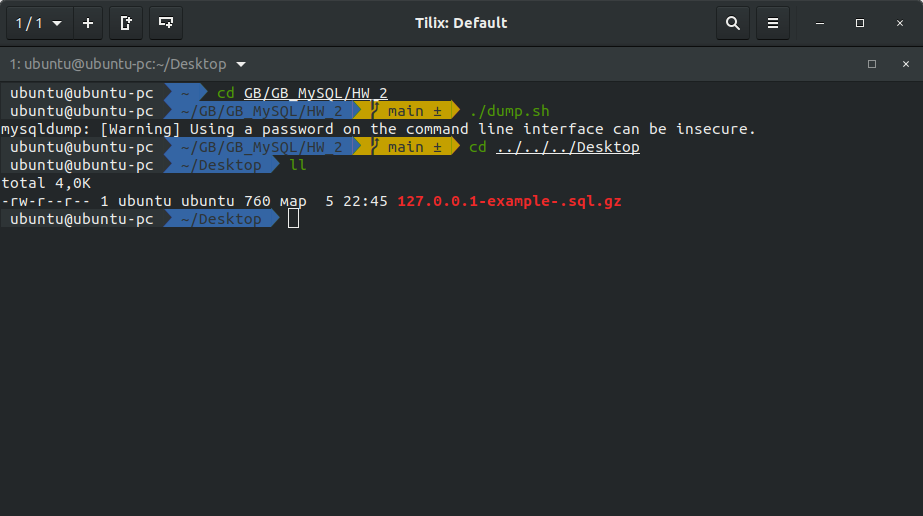 1 / 1
Tilix: Default
1: ubuntu@ubuntu-pc:~/Desktop
ubuntu@ubuntu-pc ~ cd GB/GB_MySQL/HW_2
ubuntu@ubuntu-pc ~/GB/GB_MySQL/HW_2 main ± ./dump.sh
mysqldump: [Warning] Using a password on the command line interface can be insecure.
ubuntu@ubuntu-pc ~/GB/GB_MySQL/HW_2 main ± cd ../../../Desktop
ubuntu@ubuntu-pc ~/Desktop ll
total 4,0K
-rw-r--r-- 1 ubuntu ubuntu 760 мар  5 22:45 127.0.0.1-example-.sql.gz
ubuntu@ubuntu-pc ~/Desktop